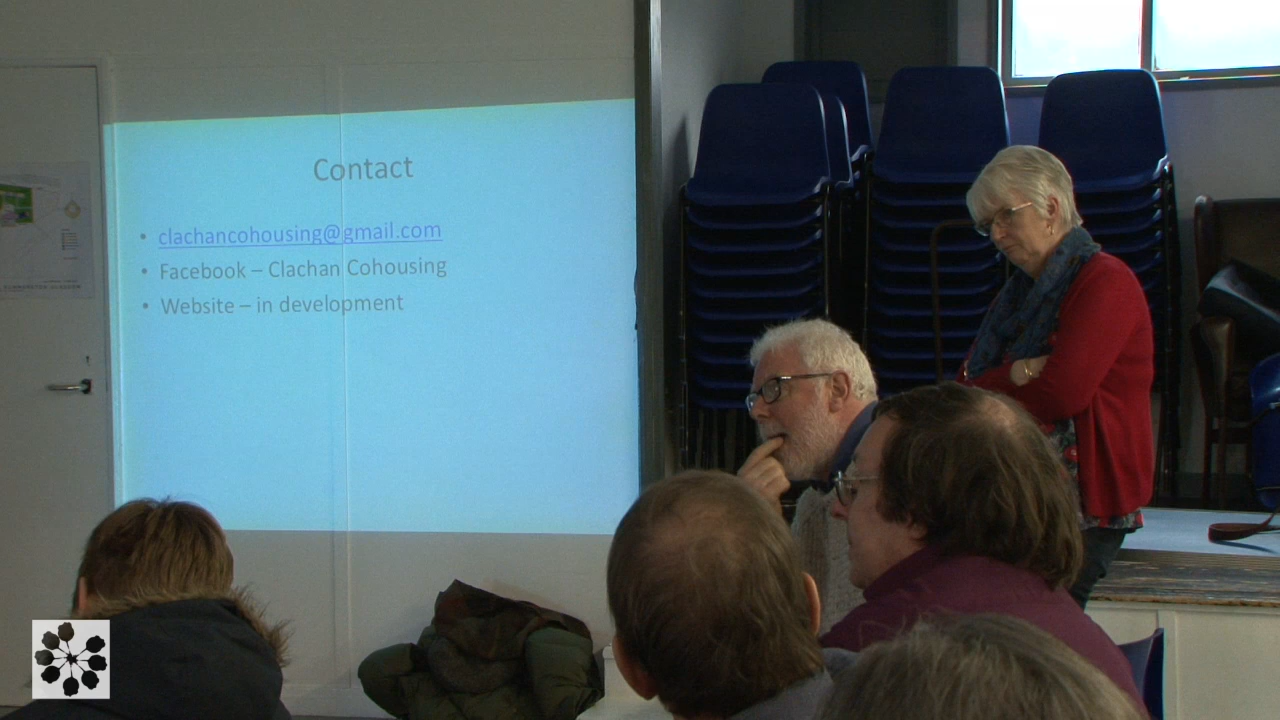 Contact
• clachancohousing@gmail.com
• Facebook – Clachan Cohousing
• Website – in development